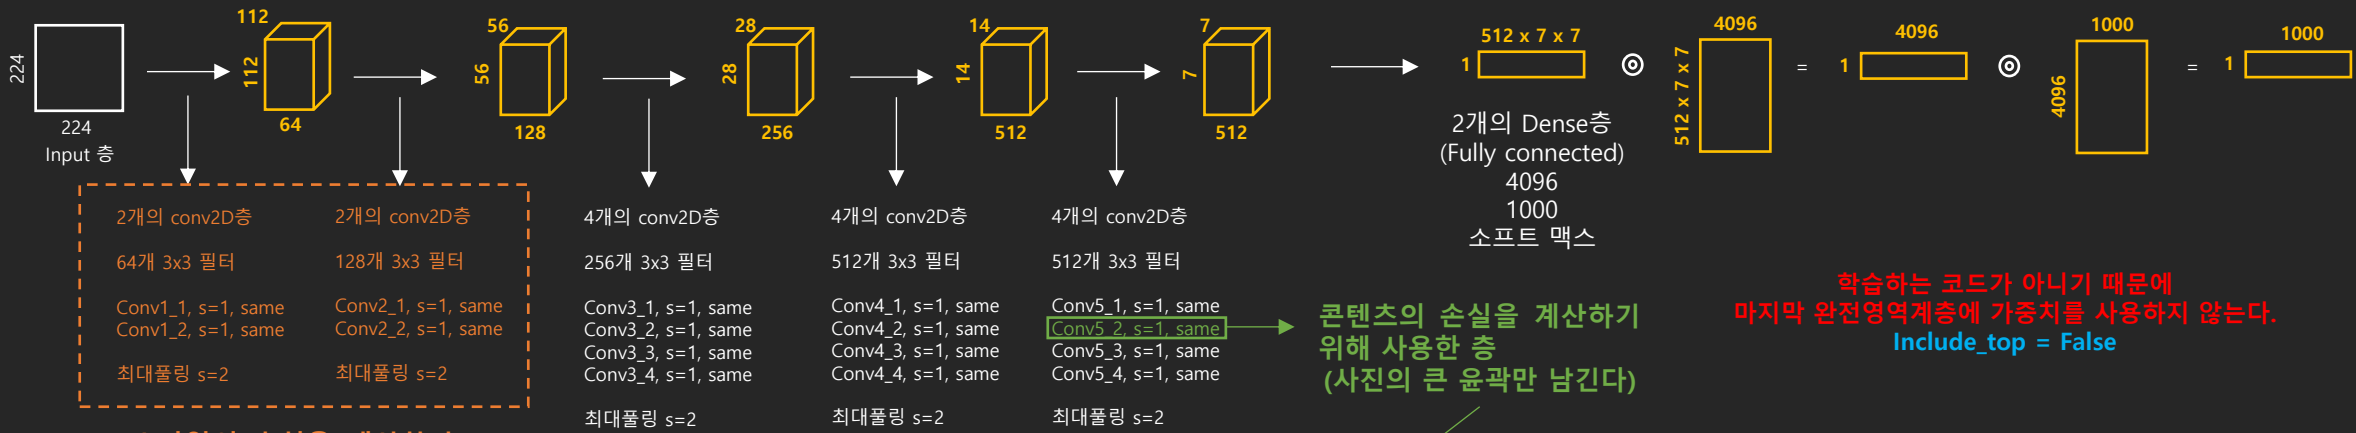 224
224
Input 층
112
112
64
56
56
128
28
28
256
14
14
512
7
7
512
512 x 7 x 7
1
4096
512 x 7 x 7
=
4096
1
1000
4096
=
1000
1
2개의 Dense층
(Fully connected)
4096
1000
소프트 맥스
2개의 conv2D층
64개 3x3 필터
Conv1_1, s=1, same
Conv1_2, s=1, same
최대풀링 s=2
2개의 conv2D층
128개 3x3 필터
Conv2_1, s=1, same
Conv2_2, s=1, same
최대풀링 s=2
4개의 conv2D층
256개 3x3 필터
Conv3_1, s=1, same
Conv3_2, s=1, same
Conv3_3, s=1, same
Conv3_4, s=1, same
최대풀링 s=2
4개의 conv2D층
512개 3x3 필터
Conv4_1, s=1, same
Conv4_2, s=1, same
Conv4_3, s=1, same
Conv4_4, s=1, same
최대풀링 s=2
4개의 conv2D층
512개 3x3 필터
Conv5_1, s=1, same
Conv5_2, s=1, same
Conv5_3, s=1, same
Conv5_4, s=1, same
최대풀링 s=2
콘텐츠의 손실을 계산하기
위해 사용한 층
(사진의 큰 윤곽만 남긴다)
학습하는 코드가 아니기 때문에
마지막 완전영역계층에 가중치를 사용하지 않는다.
Include_top = False